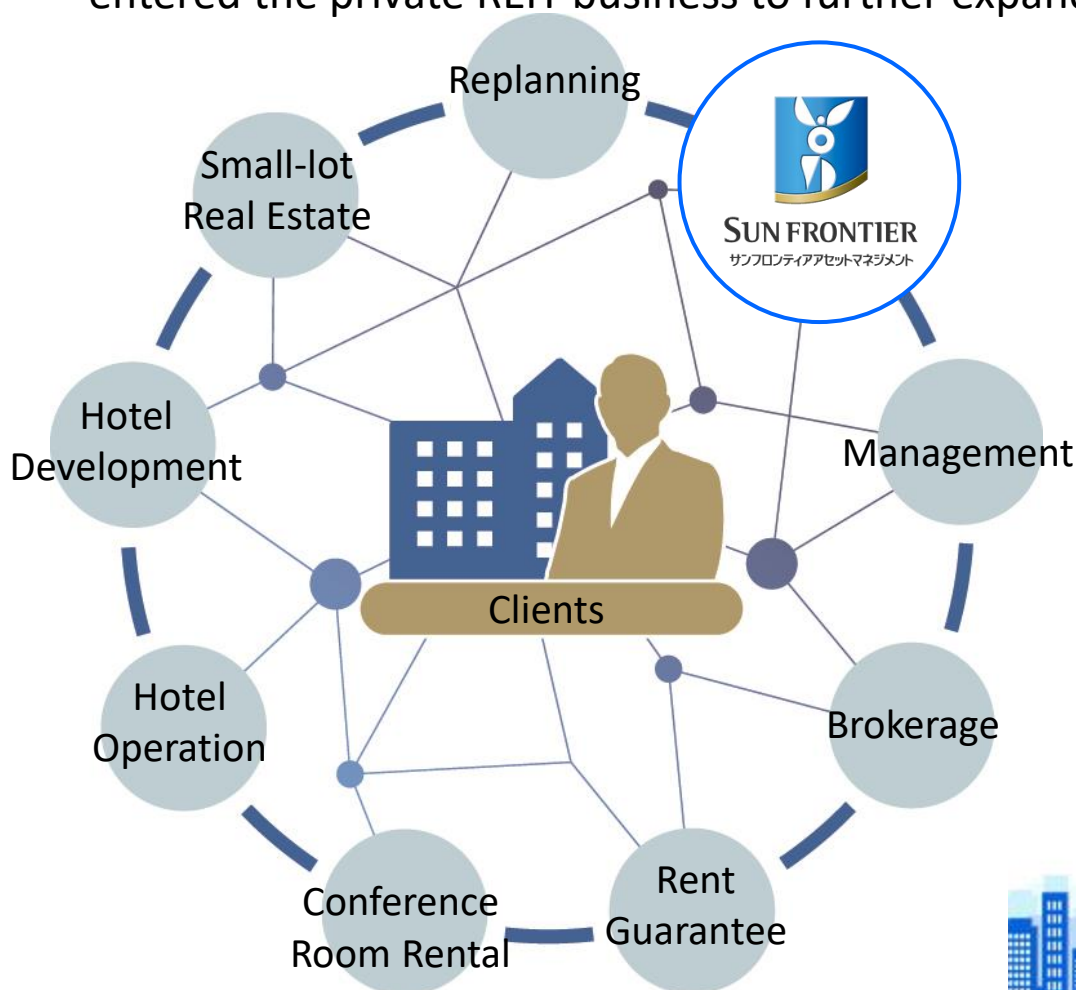 entered the private REIT business to further expand
Replanning
Small-lot
Real Estate
SUN FRONTIER
サンフロンティアアセットマネジメント
Hotel
Development
Management
Clients
Hotel
Operation
Brokerage
Conference
Room Rental
Rent
Guarantee